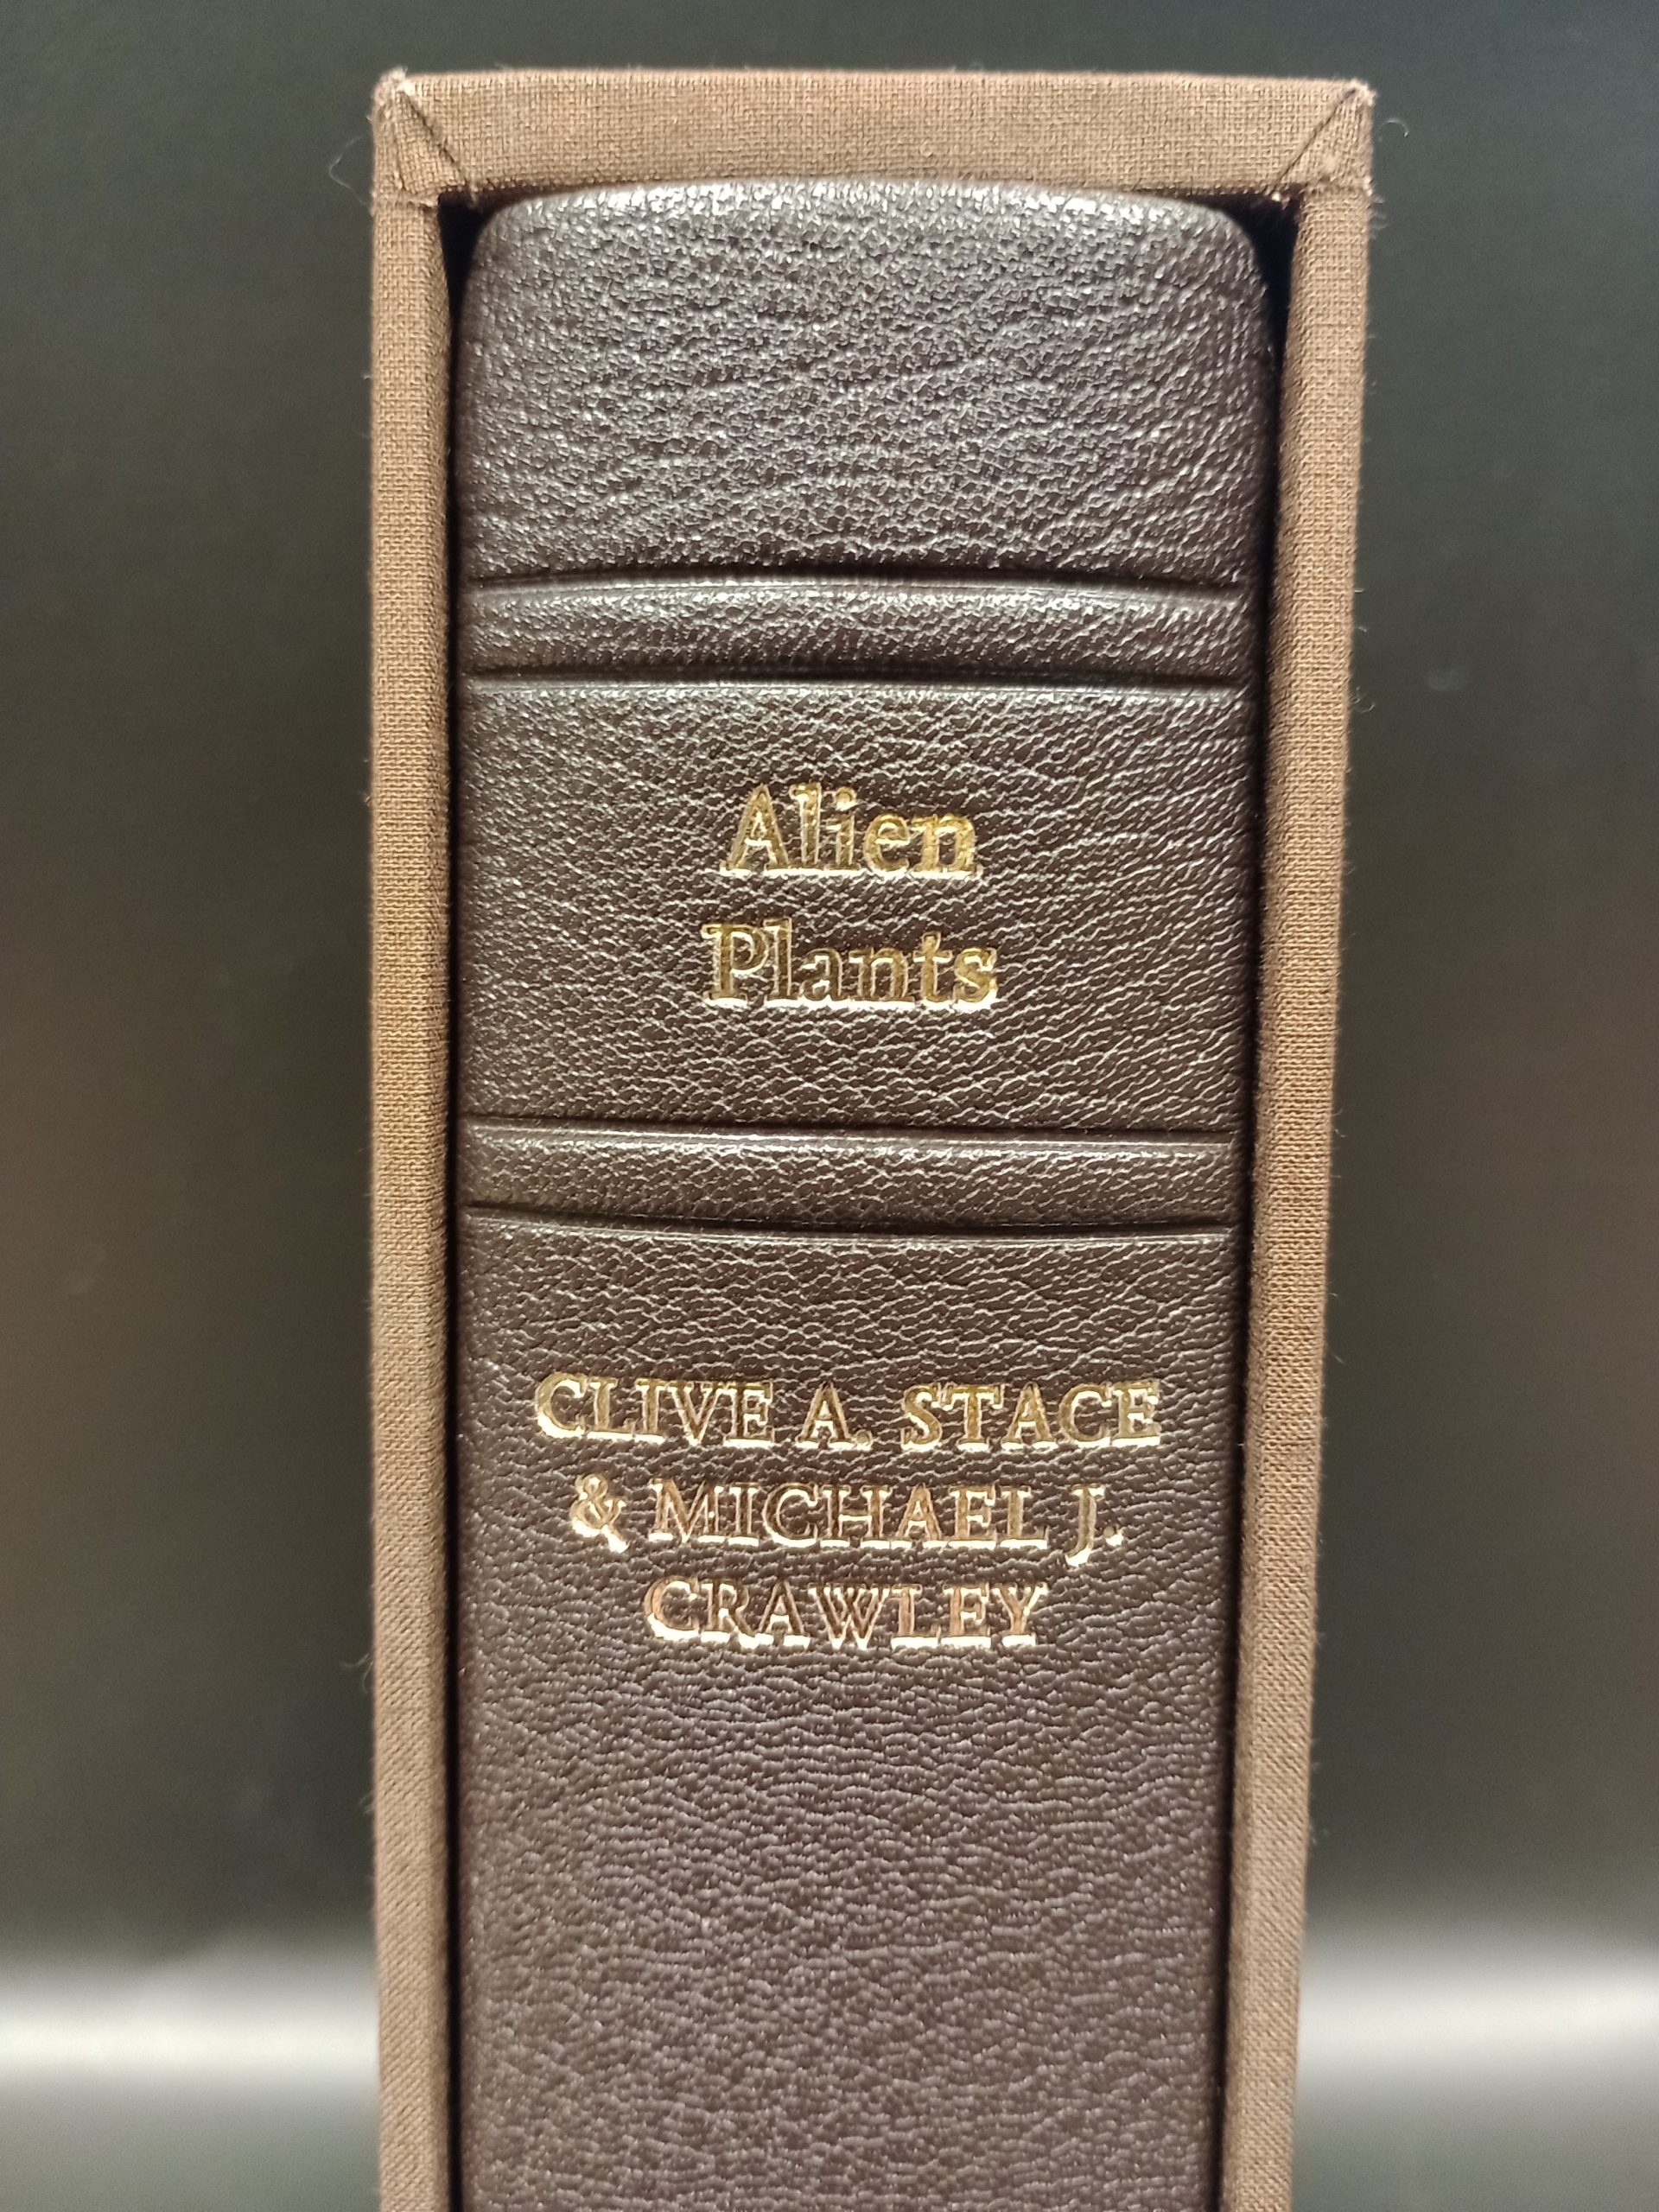 Alien
Plants
CLIVE A. STACE
& MICHAEL J.
CRAWLEY